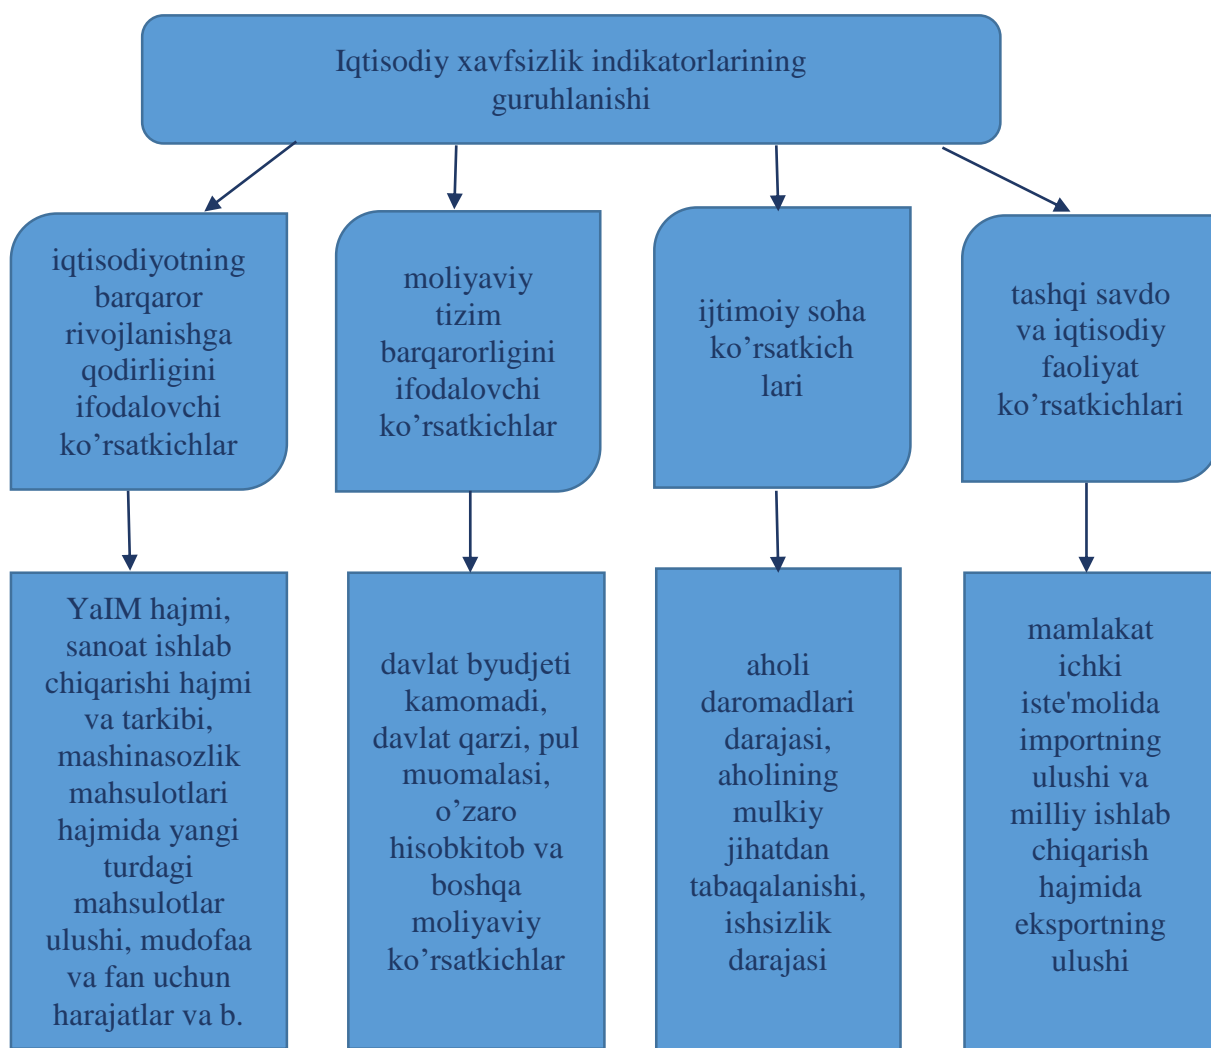 Iqtisodiy xavfsizlik indikatorlarining
guruhlanishi
iqtisodiyotning
barqaror
rivojlanishga
qodirligini
ifodalovchi
ko’rsatkichlar
moliyaviy
tizim
barqarorligini
ifodalovchi
ko’rsatkichlar
ijtimoiy soha
ko’rsatkich
lari
tashqi savdo
va iqtisodiy
faoliyat
ko’rsatkichlari
YaIM hajmi,
sanoat ishlab
chiqarishi hajmi
va tarkibi,
mashinasozlik
mahsulotlari
hajmida yangi
turdagi
mahsulotlar
ulushi, mudofaa
va fan uchun
harajatlar va b.
davlat byudjeti
kamomadi,
davlat qarzi, pul
muomalasi,
o’zaro
hisobkitob va
boshqa
moliyaviy
ko’rsatkichlar
aholi
daromadlari
darajasi,
aholining
mulkiy
jihatdan
tabaqalanishi,
ishsizlik
darajasi
mamlakat
ichki
iste'molida
importning
ulushi va
milliy ishlab
chiqarish
hajmida
eksportning
ulushi